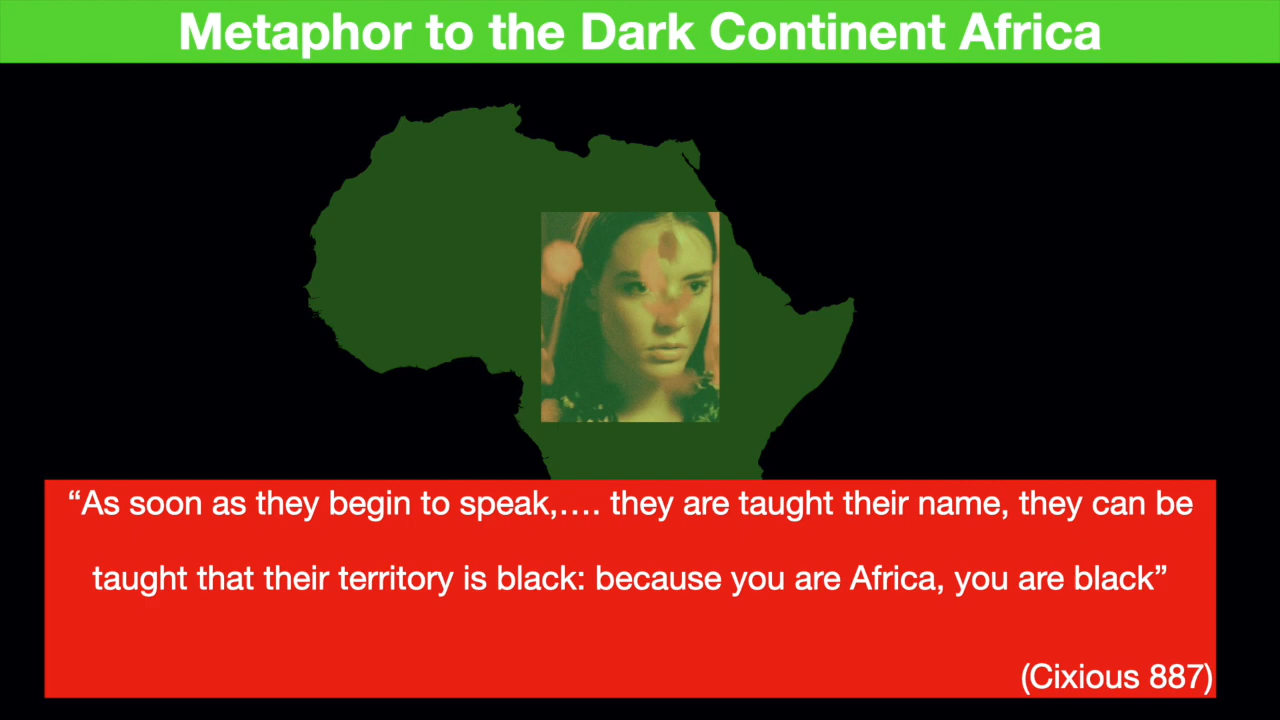 Metaphor to the Dark Continent Africa
“As soon as they begin to speak,…. they are taught their name, they can be
taught that their territory is black: because you are Africa, you are black”
(Cixious 887)